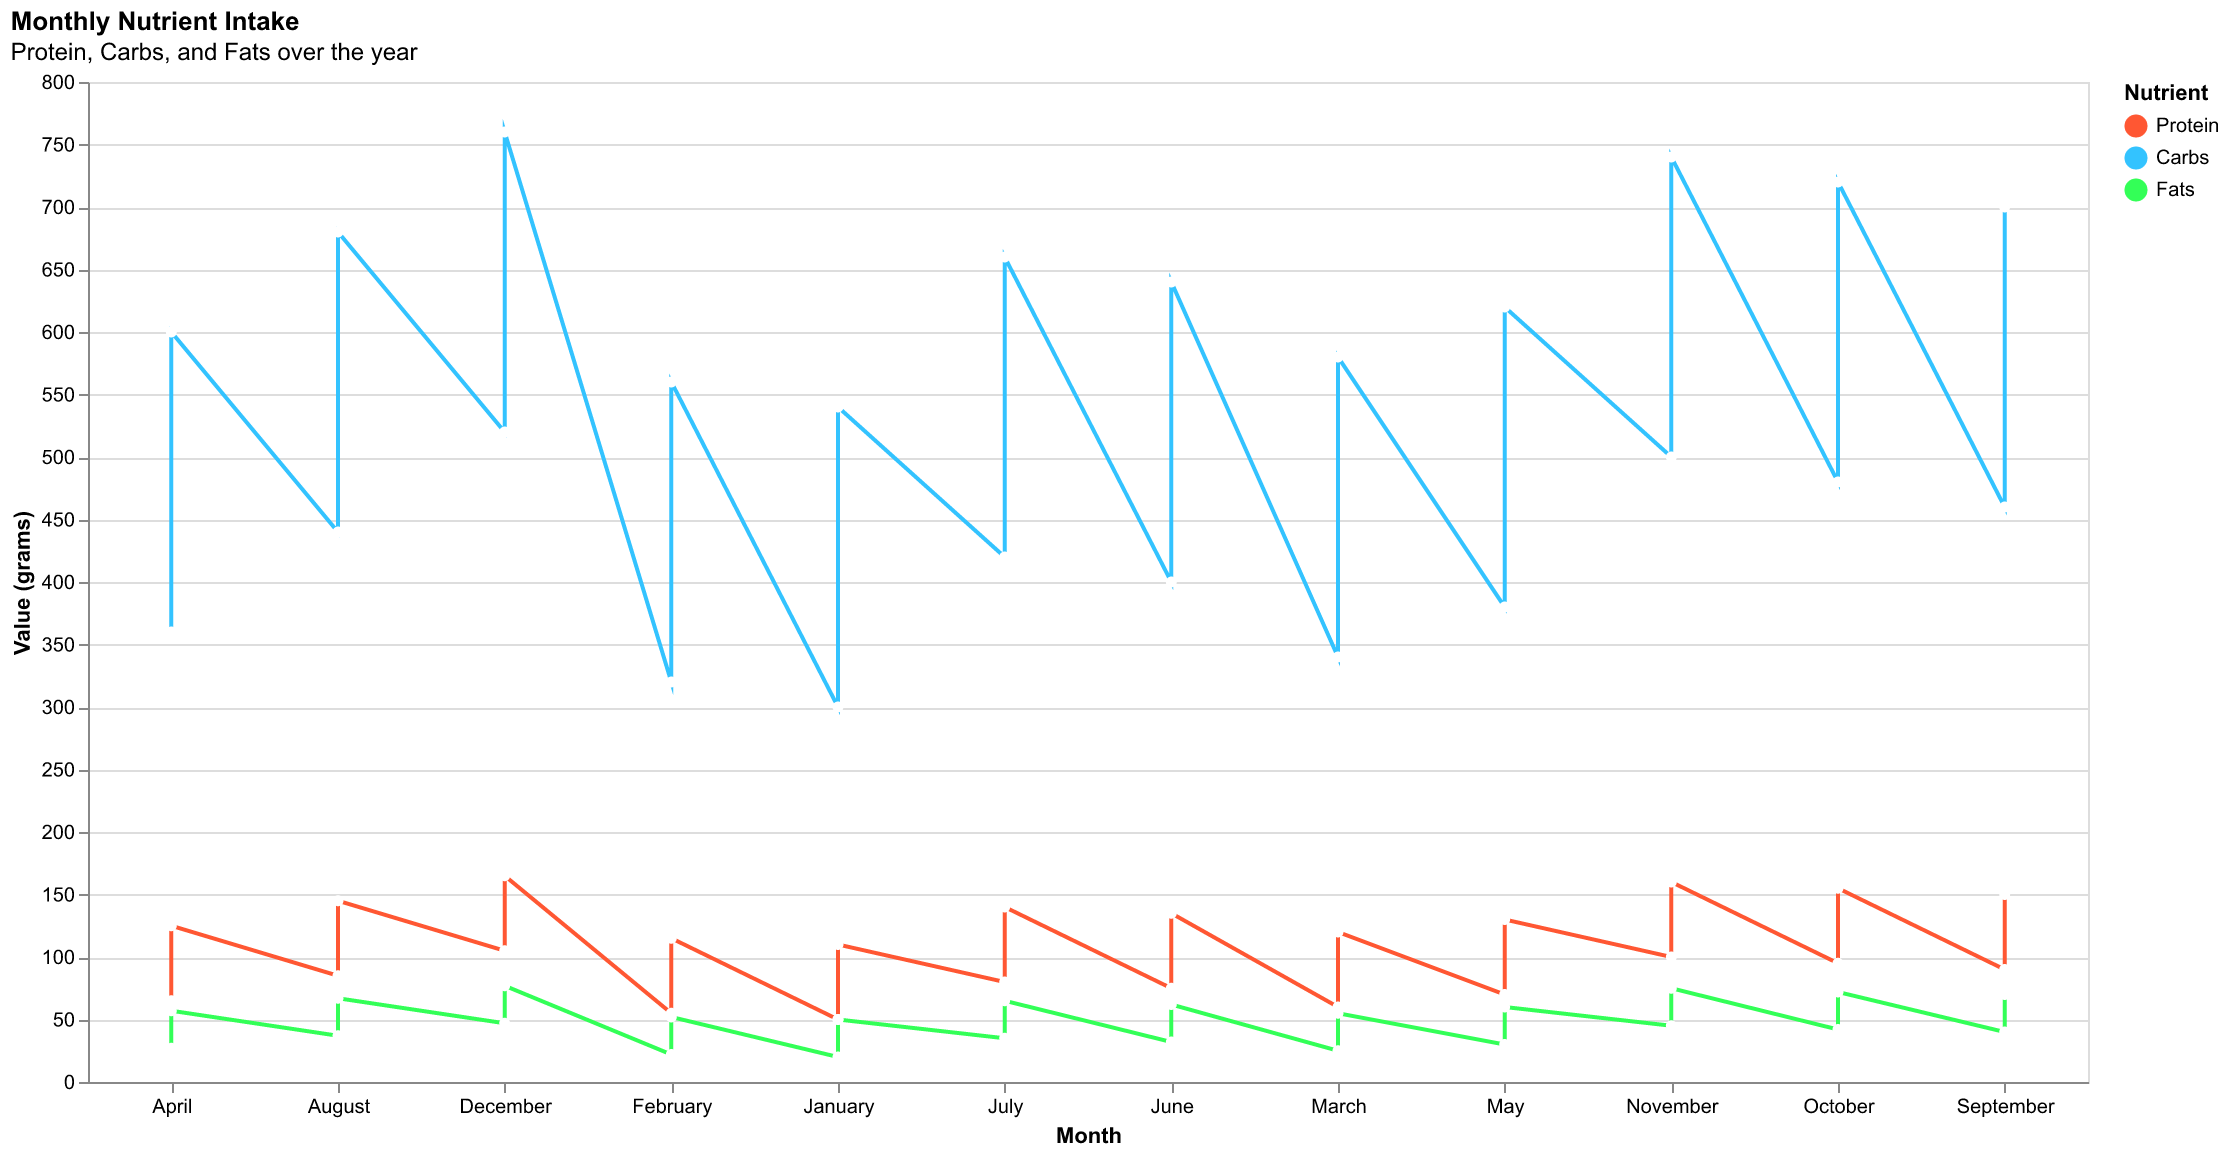 Monthly Nutrient Intake
Protein, Carbs, and Fats over the year
800
750
700
650
600
550
500
450
400
350
300
250
200
150
100
50
0
Value (grams)
April August December February January July June March May November October September
Month
Nutrient
Protein
Carbs
Fats